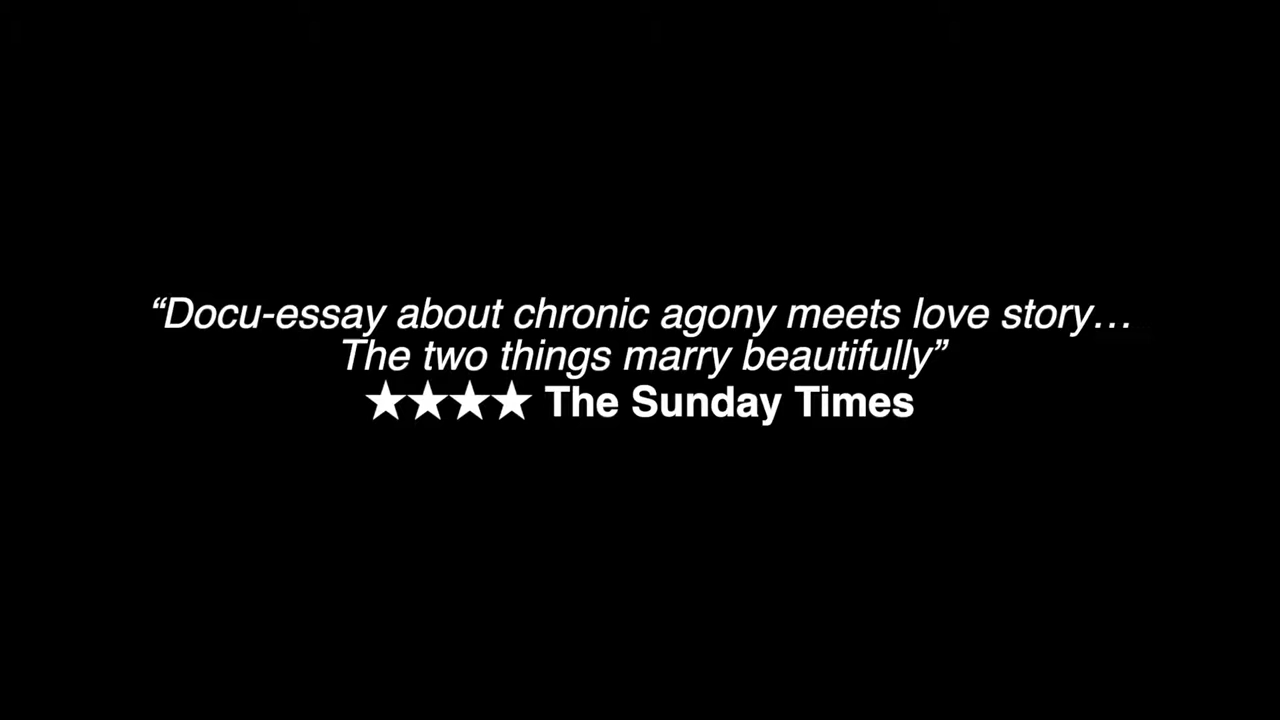 “Docu-essay about chronic agony meets love story…
The two things marry beautifully”
★★★★ The Sunday Times